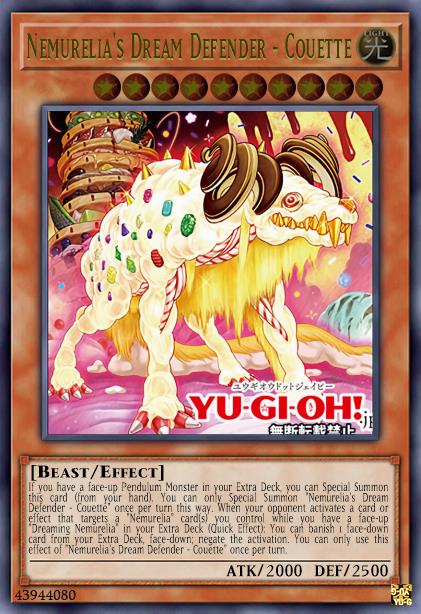 Nemurelia's Dream Defender - Couette
LIGHT
光
ユウギオウドットジェイピー
YU-GI-OH!
無断転載禁止
[Beast/Effect]
If you have a face-up Pendulum Monster in your Extra Deck, you can Special Summon
this card (from your hand). You can only Special Summon "Nemurelia's Dream
Defender - Couette" once per turn this way. When your opponent activates a card or
effect that targets a "Nemurelia" card(s) you control while you have a face-up
"Dreaming Nemurelia" in your Extra Deck (Quick Effect): You can banish 1 face-down
card from your Extra Deck, face-down; negate the activation. You can only use this
effect of "Nemurelia's Dream Defender - Couette" once per turn.
ATK/2000 DEF/2500
43944080